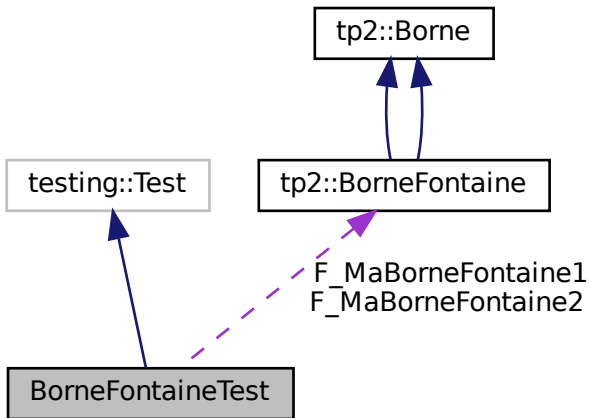 tp2::Borne
testing::Test
tp2::BorneFontaine
F_MaBorneFontaine1
F_MaBorneFontaine2
BorneFontaineTest